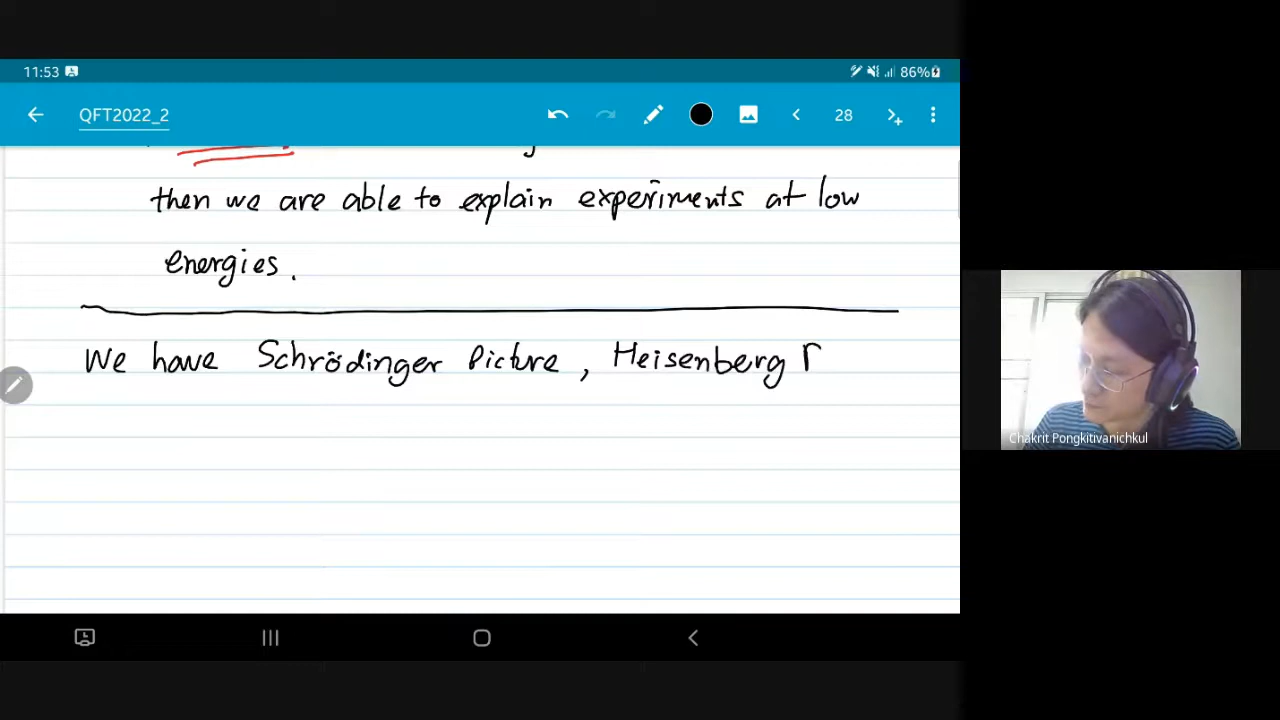 11:53 86%
QFT2022_2 28
then we are able to explain experiments at low
energies.
We have Schrödinger Picture, Heisenberg
Chakrit Pongkitivanichkul